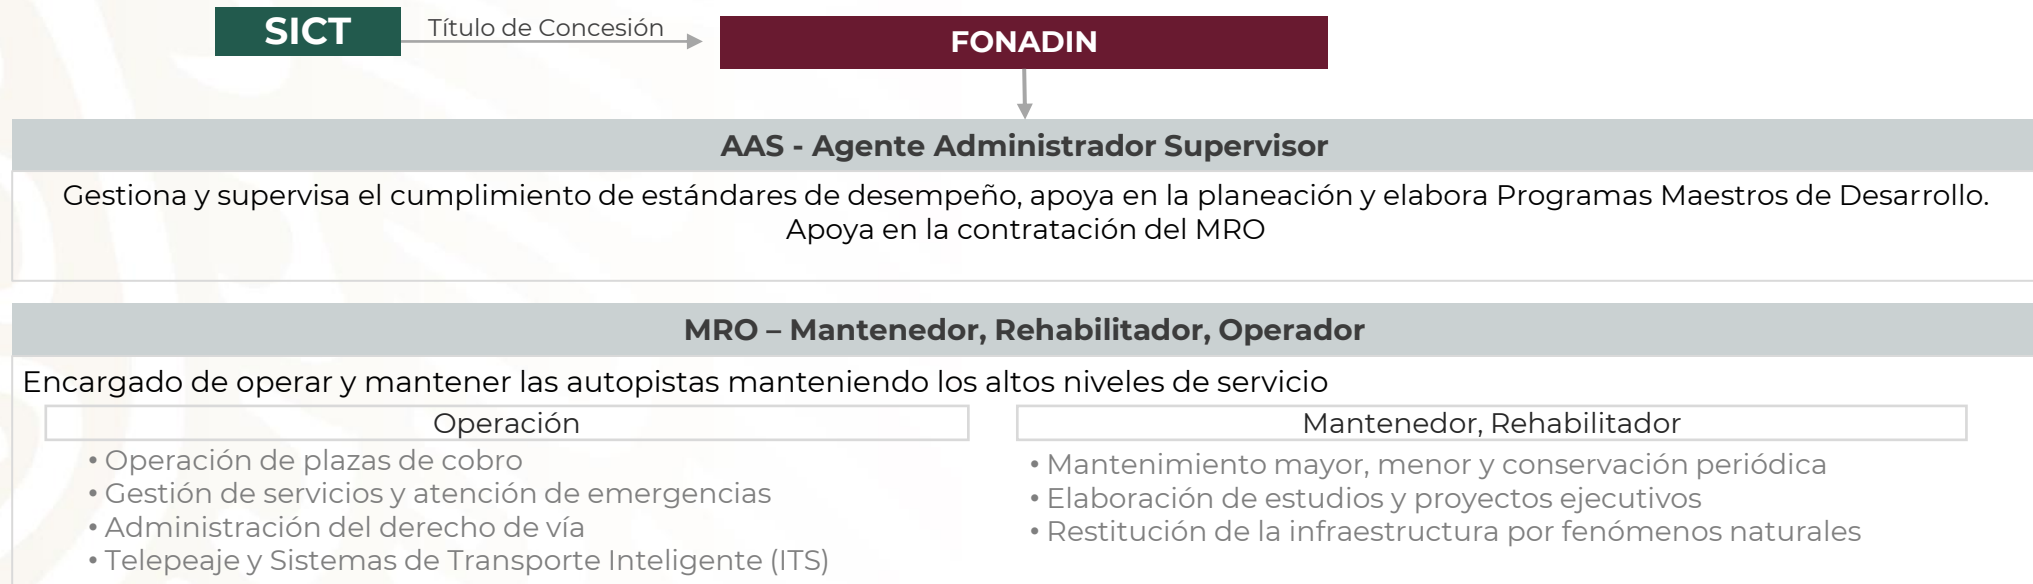 SICT
Título de Concesión
FONADIN
AAS - Agente Administrador Supervisor
Gestiona y supervisa el cumplimiento de estándares de desempeño, apoya en la planeación y elabora Programas Maestros de Desarrollo.
Apoya en la contratación del MRO
MRO – Mantenedor, Rehabilitador, Operador
Encargado de operar y mantener las autopistas manteniendo los altos niveles de servicio
Operación
• Operación de plazas de cobro
• Gestión de servicios y atención de emergencias
• Administración del derecho de vía
• Telepeaje y Sistemas de Transporte Inteligente (ITS)
Mantenedor, Rehabilitador
• Mantenimiento mayor, menor y conservación periódica
• Elaboración de estudios y proyectos ejecutivos
• Restitución de la infraestructura por fenómenos naturales